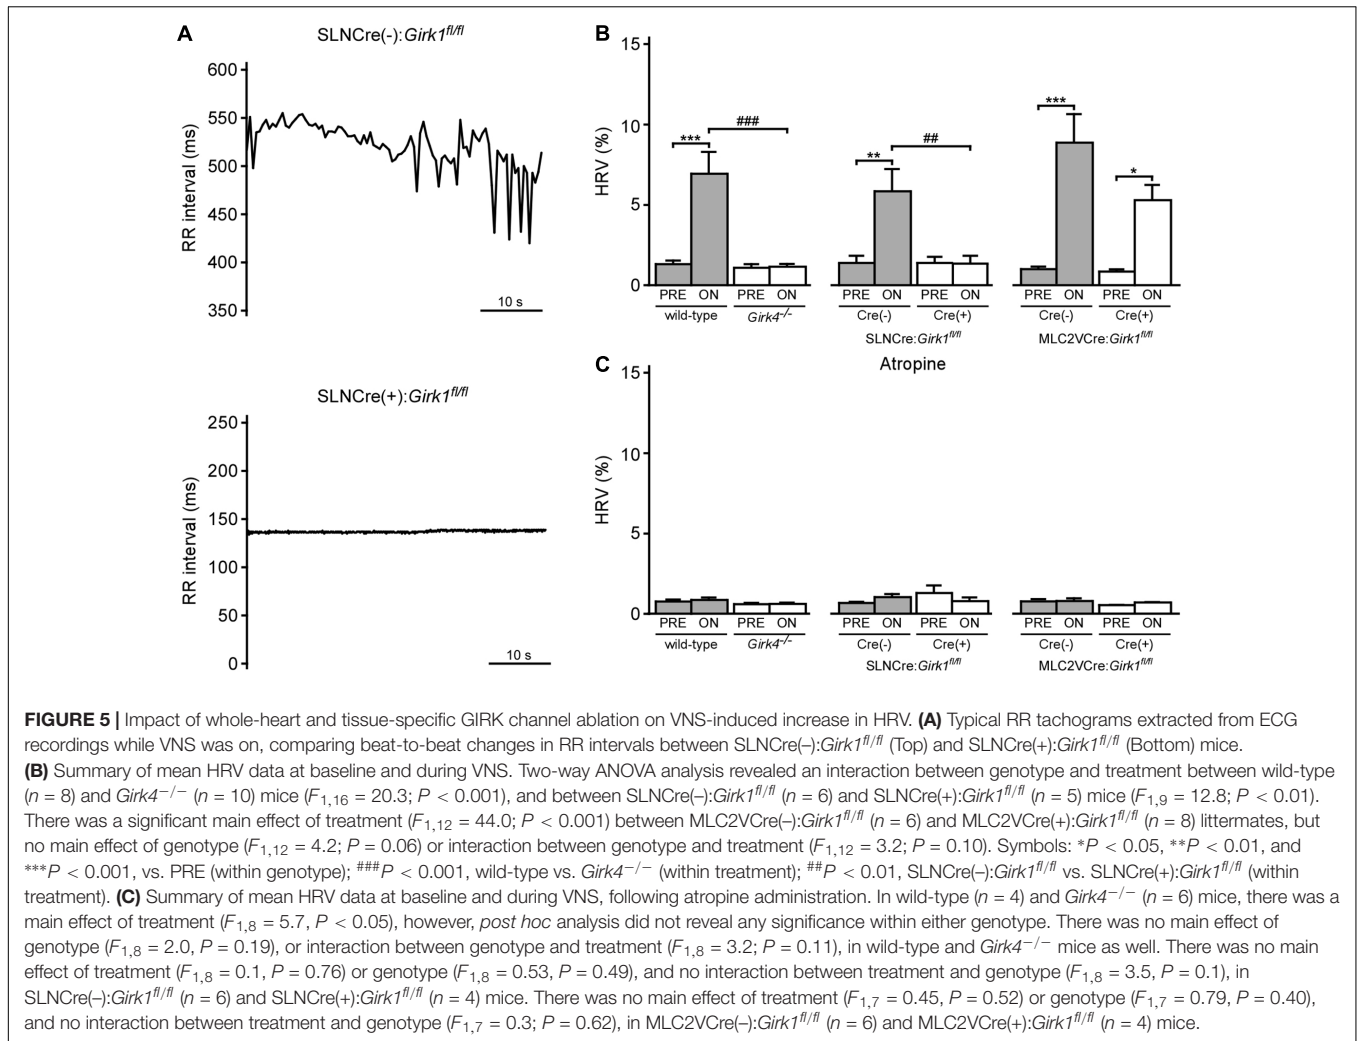 A
SLNCre(-):Girk1fl/fl
600
550
500
450
400
350
RR interval (ms)
10 s
SLNCre(+):Girk1fl/fl
250
200
150
100
50
0
RR interval (ms)
10 s
B
15
10
5
0
HRV (%)
*** ### ** ## *** *
PRE ON PRE ON PRE ON PRE ON PRE ON PRE ON
wild-type Girk4-/- Cre(-) Cre(+) Cre(-) Cre(+)
SLNCre:Girk1fl/fl MLC2VCre:Girk1fl/fl
C
Atropine
15
10
5
0
HRV (%)
PRE ON PRE ON PRE ON PRE ON PRE ON PRE ON
wild-type Girk4-/- Cre(-) Cre(+) Cre(-) Cre(+)
SLNCre:Girk1fl/fl MLC2VCre:Girk1fl/fl
FIGURE 5 | Impact of whole-heart and tissue-specific GIRK channel ablation on VNS-induced increase in HRV. (A) Typical RR tachograms extracted from ECG
recordings while VNS was on, comparing beat-to-beat changes in RR intervals between SLNCre(–):Girk1fl/fl (Top) and SLNCre(+):Girk1fl/fl (Bottom) mice.
(B) Summary of mean HRV data at baseline and during VNS. Two-way ANOVA analysis revealed an interaction between genotype and treatment between wild-type
(n = 8) and Girk4−/− (n = 10) mice (F1,16 = 20.3; P < 0.001), and between SLNCre(–):Girk1fl/fl (n = 6) and SLNCre(+):Girk1fl/fl (n = 5) mice (F1,9 = 12.8; P < 0.01).
There was a significant main effect of treatment (F1,12 = 44.0; P < 0.001) between MLC2VCre(–):Girk1fl/fl (n = 6) and MLC2VCre(+):Girk1fl/fl (n = 8) littermates, but
no main effect of genotype (F1,12 = 4.2; P = 0.06) or interaction between genotype and treatment (F1,12 = 3.2; P = 0.10). Symbols: *P < 0.05, **P < 0.01, and
***P < 0.001, vs. PRE (within genotype); ###P < 0.001, wild-type vs. Girk4−/− (within treatment); ##P < 0.01, SLNCre(–):Girk1fl/fl vs. SLNCre(+):Girk1fl/fl (within
treatment). (C) Summary of mean HRV data at baseline and during VNS, following atropine administration. In wild-type (n = 4) and Girk4−/− (n = 6) mice, there was a
main effect of treatment (F1,8 = 5.7, P < 0.05), however, post hoc analysis did not reveal any significance within either genotype. There was no main effect of
genotype (F1,8 = 2.0, P = 0.19), or interaction between genotype and treatment (F1,8 = 3.2; P = 0.11), in wild-type and Girk4−/− mice as well. There was no main
effect of treatment (F1,8 = 0.1, P = 0.76) or genotype (F1,8 = 0.53, P = 0.49), and no interaction between treatment and genotype (F1,8 = 3.5, P = 0.1), in
SLNCre(–):Girk1fl/fl (n = 6) and SLNCre(+):Girk1fl/fl (n = 4) mice. There was no main effect of treatment (F1,7 = 0.45, P = 0.52) or genotype (F1,7 = 0.79, P = 0.40),
and no interaction between treatment and genotype (F1,7 = 0.3; P = 0.62), in MLC2VCre(–):Girk1fl/fl (n = 6) and MLC2VCre(+):Girk1fl/fl (n = 4) mice.